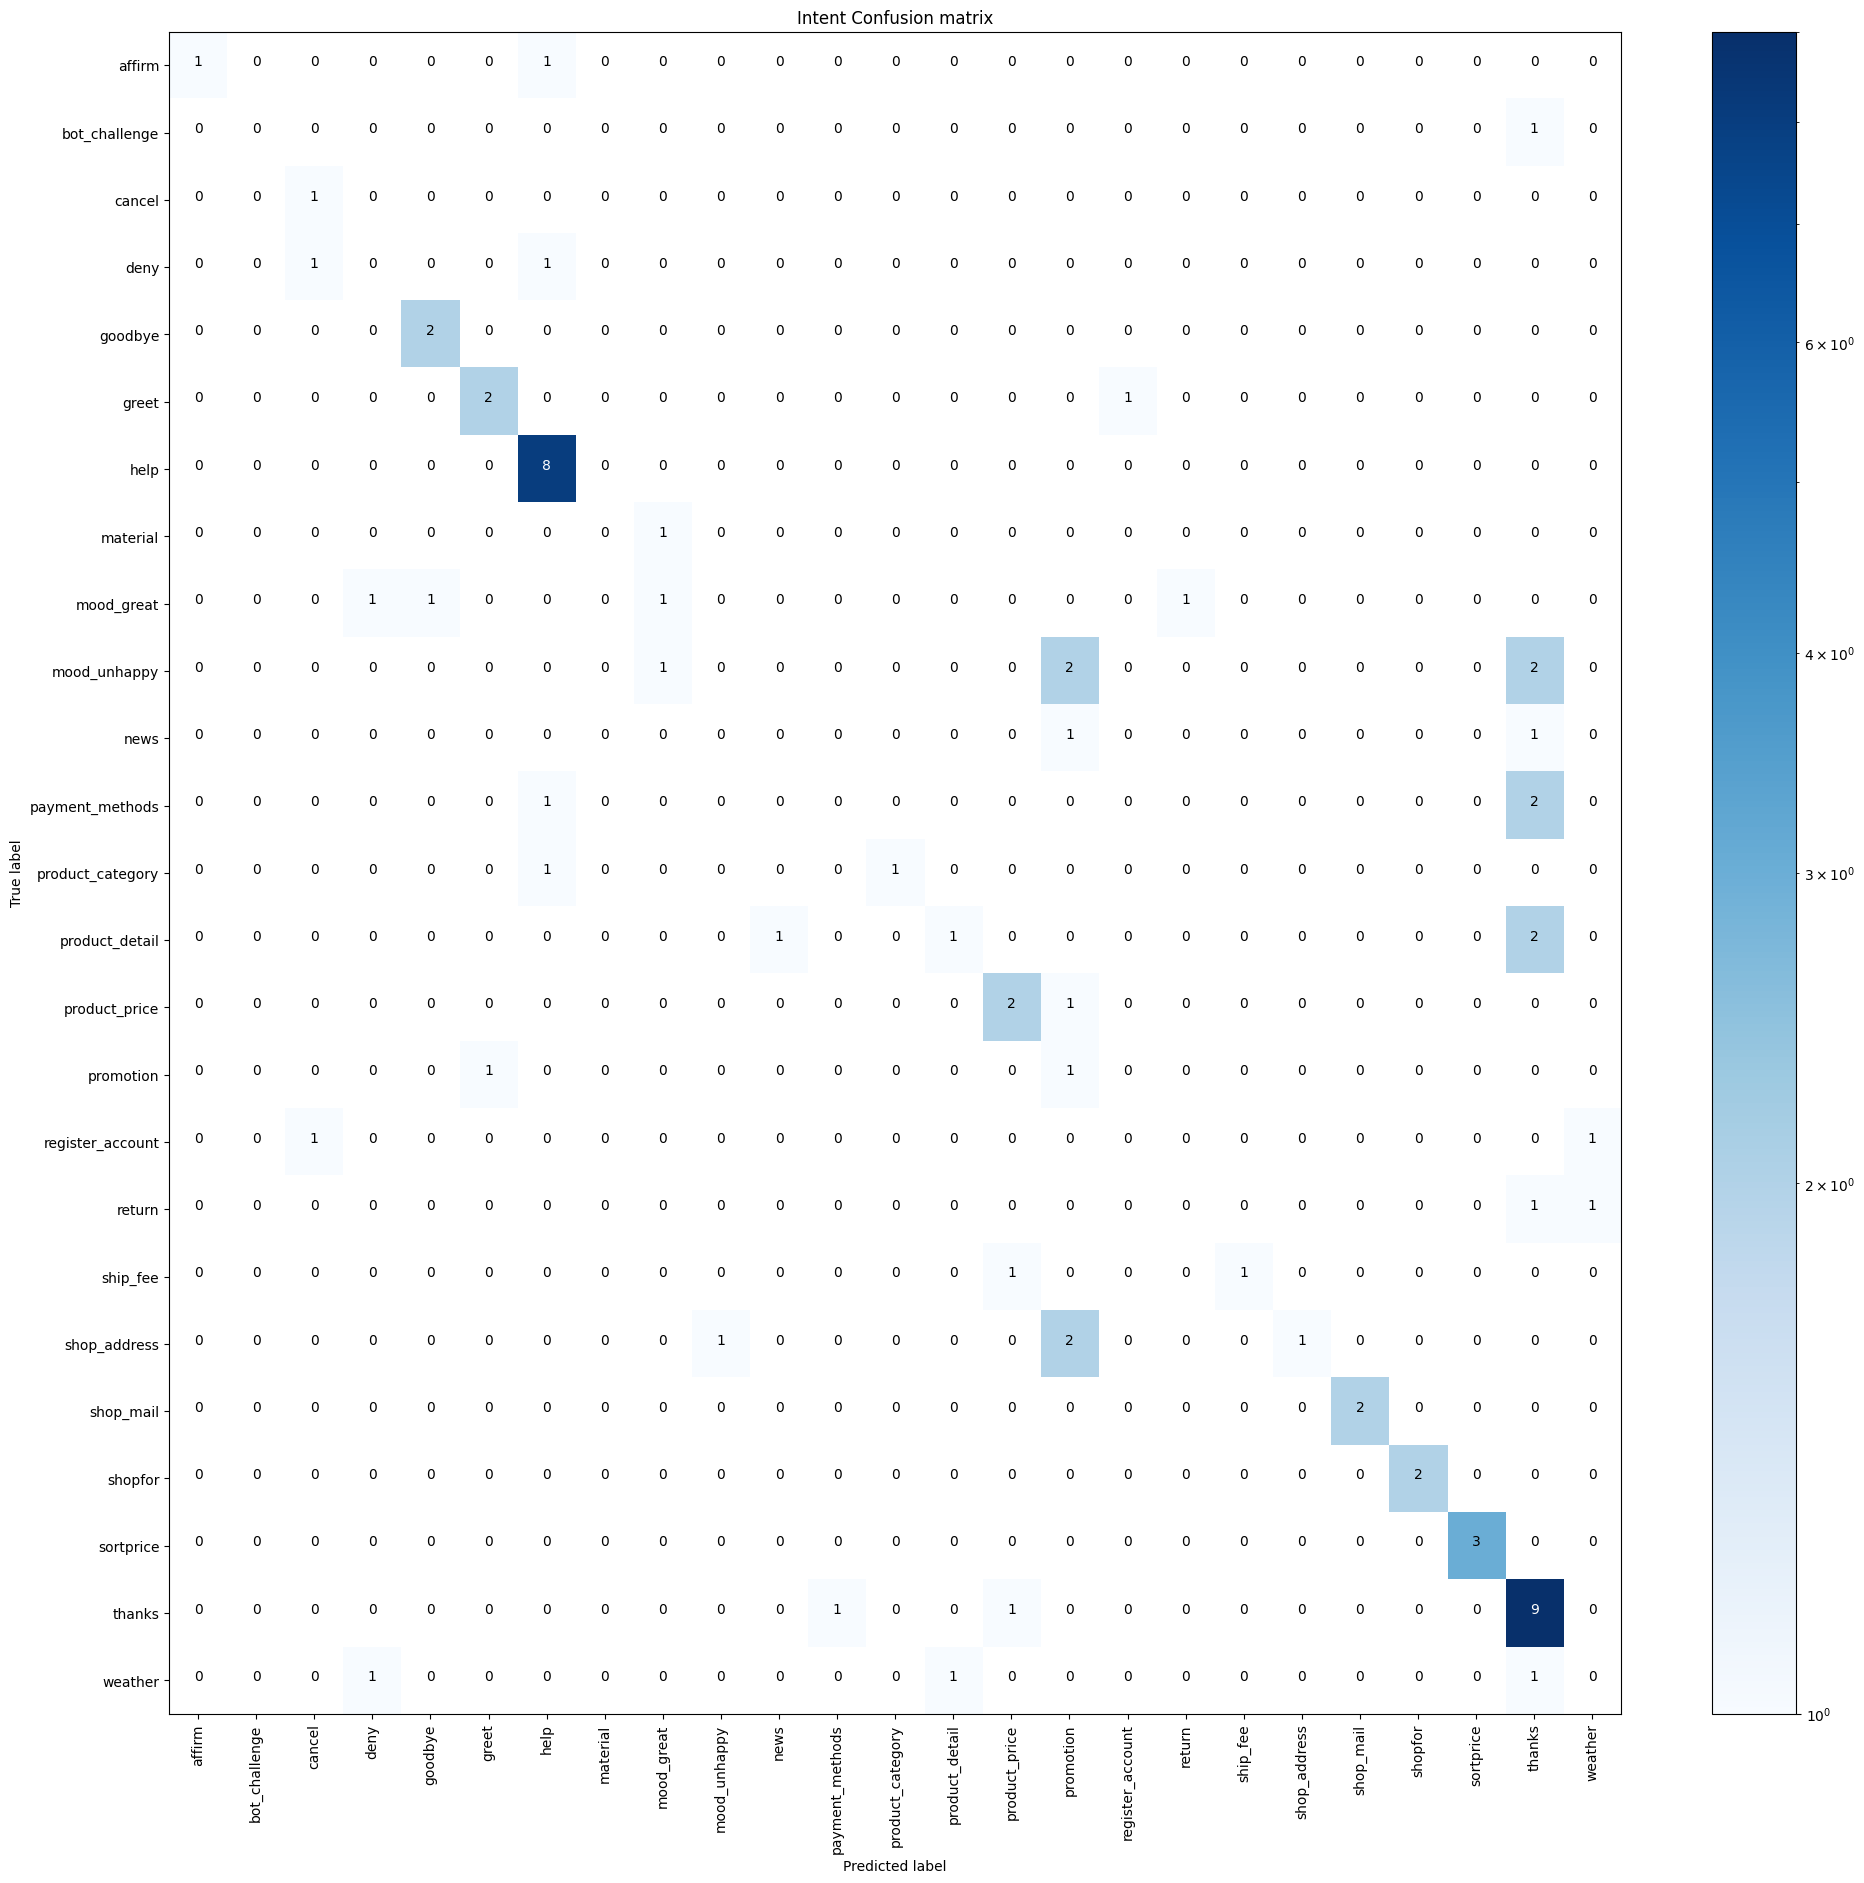 Intent Confusion matrix
affirm 1 0 0 0 0 0 1 0 0 0 0 0 0 0 0 0 0 0 0 0 0 0 0 0 0
bot_challenge 0 0 0 0 0 0 0 0 0 0 0 0 0 0 0 0 0 0 0 0 0 0 0 1 0
cancel 0 0 1 0 0 0 0 0 0 0 0 0 0 0 0 0 0 0 0 0 0 0 0 0 0
deny 0 0 1 0 0 0 1 0 0 0 0 0 0 0 0 0 0 0 0 0 0 0 0 0 0
goodbye 0 0 0 0 2 0 0 0 0 0 0 0 0 0 0 0 0 0 0 0 0 0 0 0 0
greet 0 0 0 0 0 2 0 0 0 0 0 0 0 0 0 0 1 0 0 0 0 0 0 0 0
help 0 0 0 0 0 0 8 0 0 0 0 0 0 0 0 0 0 0 0 0 0 0 0 0 0
material 0 0 0 0 0 0 0 0 1 0 0 0 0 0 0 0 0 0 0 0 0 0 0 0 0
mood_great 0 0 0 1 1 0 0 0 1 0 0 0 0 0 0 0 0 1 0 0 0 0 0 0 0
mood_unhappy 0 0 0 0 0 0 0 0 1 0 0 0 0 0 0 2 0 0 0 0 0 0 0 2 0
news 0 0 0 0 0 0 0 0 0 0 0 0 0 0 0 1 0 0 0 0 0 0 0 1 0
payment_methods 0 0 0 0 0 0 1 0 0 0 0 0 0 0 0 0 0 0 0 0 0 0 0 2 0
product_category 0 0 0 0 0 0 1 0 0 0 0 0 1 0 0 0 0 0 0 0 0 0 0 0 0
product_detail 0 0 0 0 0 0 0 0 0 0 1 0 0 1 0 0 0 0 0 0 0 0 0 2 0
product_price 0 0 0 0 0 0 0 0 0 0 0 0 0 0 2 1 0 0 0 0 0 0 0 0 0
promotion 0 0 0 0 0 1 0 0 0 0 0 0 0 0 0 1 0 0 0 0 0 0 0 0 0
register_account 0 0 1 0 0 0 0 0 0 0 0 0 0 0 0 0 0 0 0 0 0 0 0 0 1
return 0 0 0 0 0 0 0 0 0 0 0 0 0 0 0 0 0 0 0 0 0 0 0 1 1
ship_fee 0 0 0 0 0 0 0 0 0 0 0 0 0 0 1 0 0 0 1 0 0 0 0 0 0
shop_address 0 0 0 0 0 0 0 0 0 1 0 0 0 0 0 2 0 0 0 1 0 0 0 0 0
shop_mail 0 0 0 0 0 0 0 0 0 0 0 0 0 0 0 0 0 0 0 0 2 0 0 0 0
shopfor 0 0 0 0 0 0 0 0 0 0 0 0 0 0 0 0 0 0 0 0 0 2 0 0 0
sortprice 0 0 0 0 0 0 0 0 0 0 0 0 0 0 0 0 0 0 0 0 0 0 3 0 0
thanks 0 0 0 0 0 0 0 0 0 0 0 1 0 0 1 0 0 0 0 0 0 0 0 9 0
weather 0 0 0 1 0 0 0 0 0 0 0 0 0 1 0 0 0 0 0 0 0 0 0 1 0
True label
affirm
bot_challenge
cancel
deny
goodbye
greet
help
material
mood_great
mood_unhappy
news
payment_methods
product_category
product_detail
product_price
promotion
register_account
return
ship_fee
shop_address
shop_mail
shopfor
sortprice
thanks
weather
Predicted label
6 × 10⁰
4 × 10⁰
3 × 10⁰
2 × 10⁰
10⁰